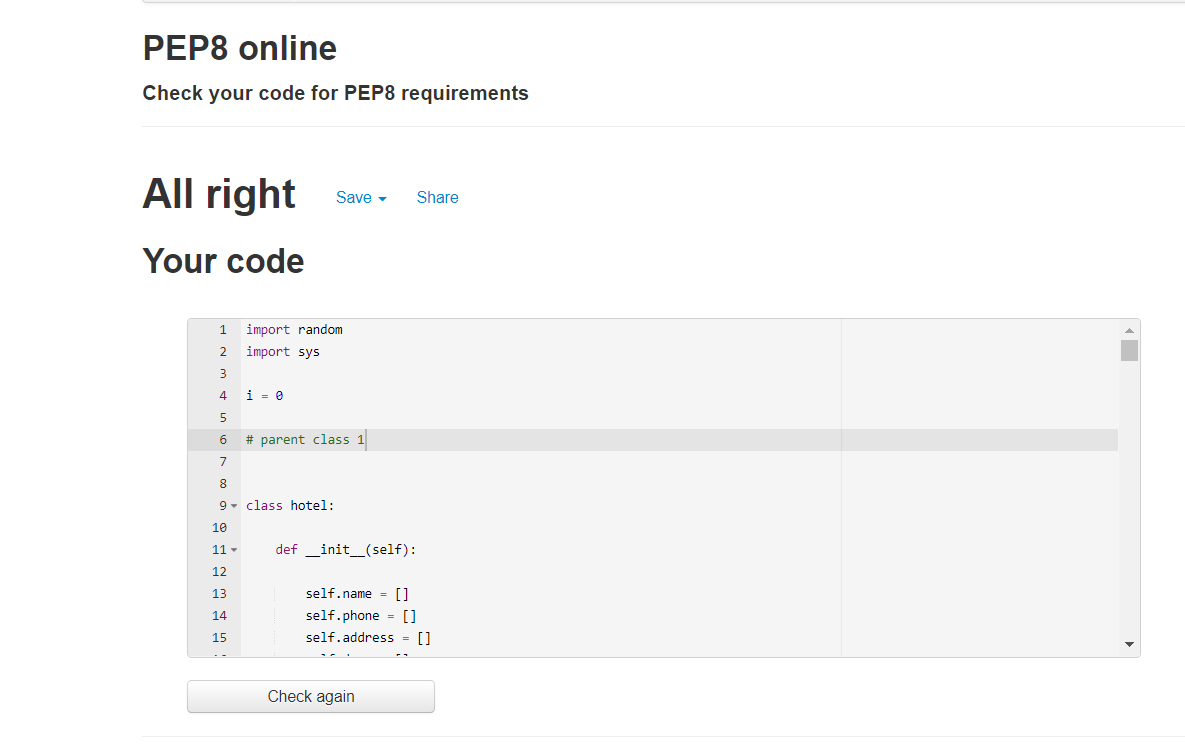 PEP8 online
Check your code for PEP8 requirements
All right Save Share
Your code
1 import random
2 import sys
3
4 i = 0
5
6 # parent class 1
7
8
9 class hotel:
10
11     def __init__(self):
12
13         self.name = []
14         self.phone = []
15         self.address = []
Check again